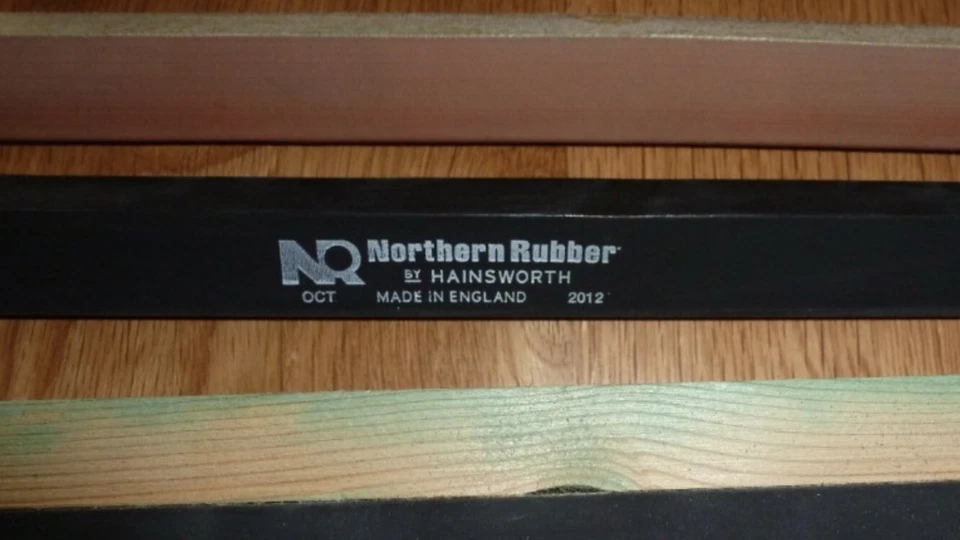 NR Northern Rubber
BY HAINSWORTH
OCT MADE IN ENGLAND 2012